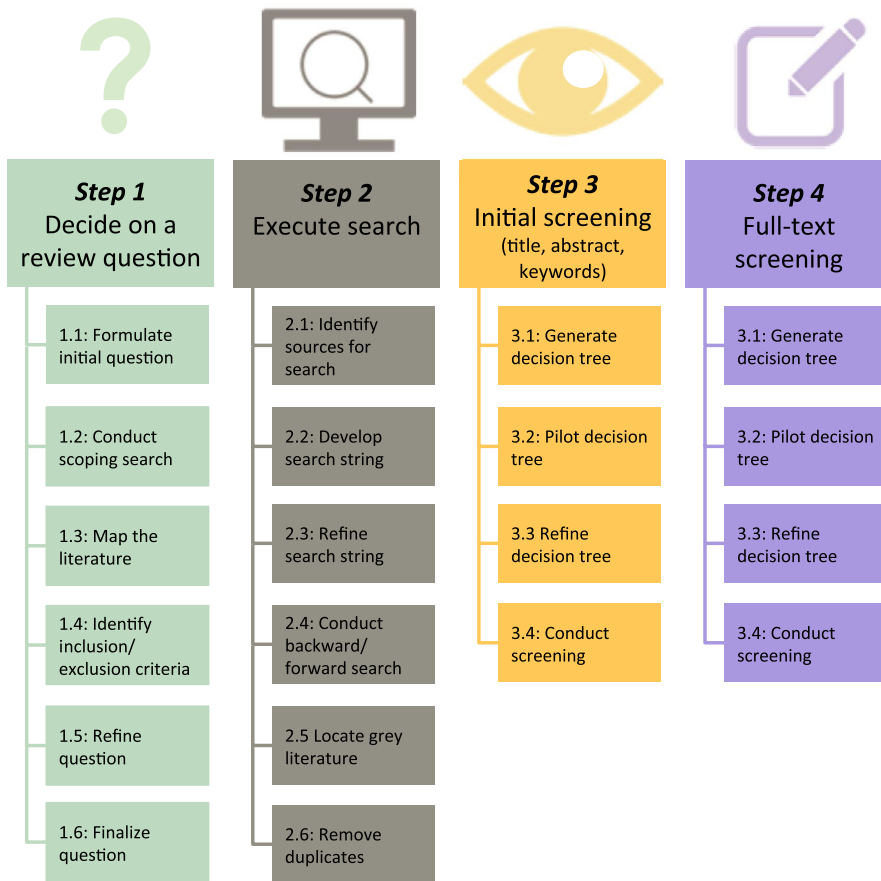 ?
Step 1
Decide on a
review question
1.1: Formulate
initial question
1.2: Conduct
scoping search
1.3: Map the
literature
1.4: Identify
inclusion/
exclusion criteria
1.5: Refine
question
1.6: Finalize
question
Step 2
Execute search
2.1: Identify
sources for
search
2.2: Develop
search string
2.3: Refine
search string
2.4: Conduct
backward/
forward search
2.5 Locate grey
literature
2.6: Remove
duplicates
Step 3
Initial screening
(title, abstract,
keywords)
3.1: Generate
decision tree
3.2: Pilot decision
tree
3.3 Refine
decision tree
3.4: Conduct
screening
Step 4
Full-text
screening
3.1: Generate
decision tree
3.2: Pilot decision
tree
3.3: Refine
decision tree
3.4: Conduct
screening